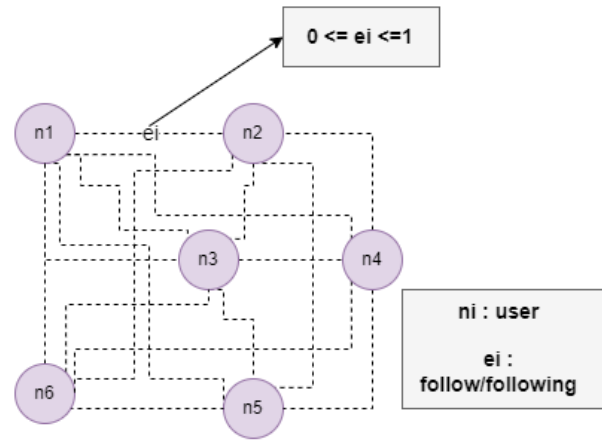 0 <= ei <=1
n1
ei
n2
n3
n4
ni : user
ei :
follow/following
n6
n5